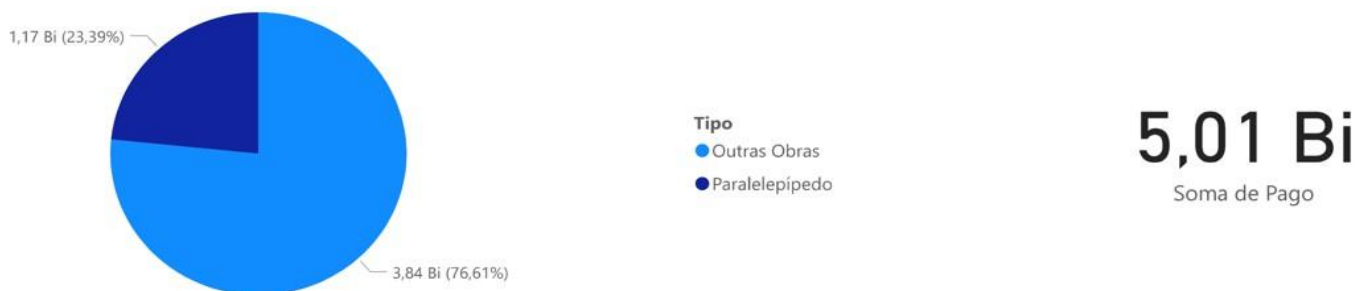 1,17 Bi (23,39%)
3,84 Bi (76,61%)
Tipo
Outras Obras
Paralelepípedo
5,01 Bi
Soma de Pago